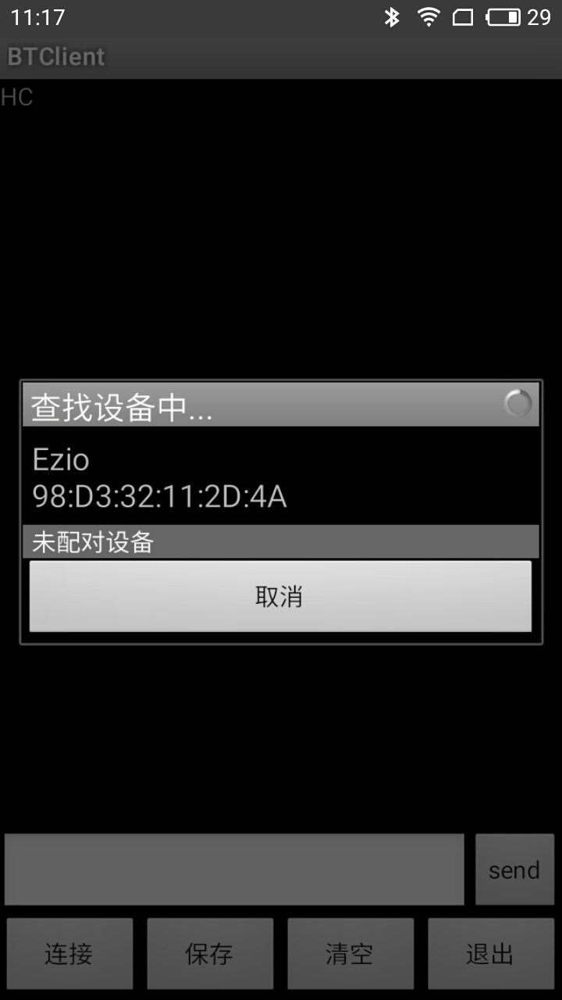 11:17
29
BTClient
HC
查找设备中...
Ezio
98:D3:32:11:2D:4A
未配对设备
取消
send
连接
保存
清空
退出